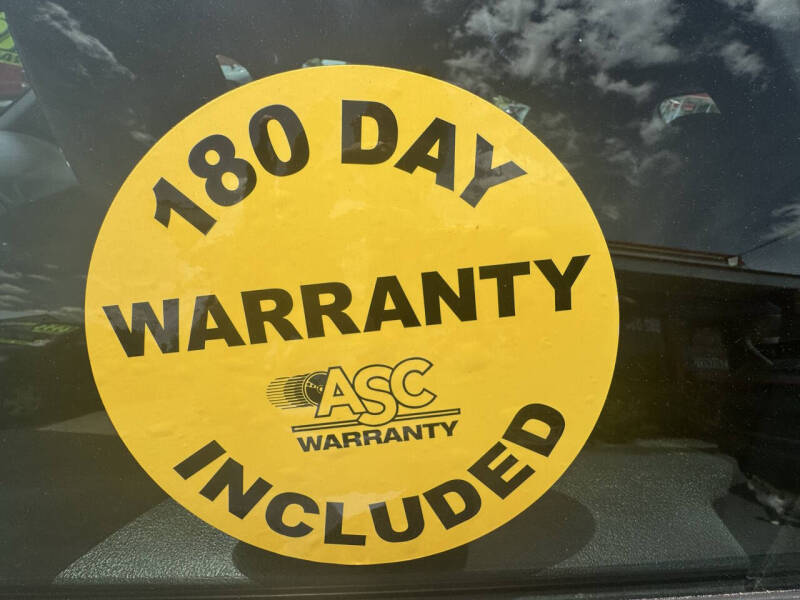 180 DAY
WARRANTY
ASC
WARRANTY
INCLUDED